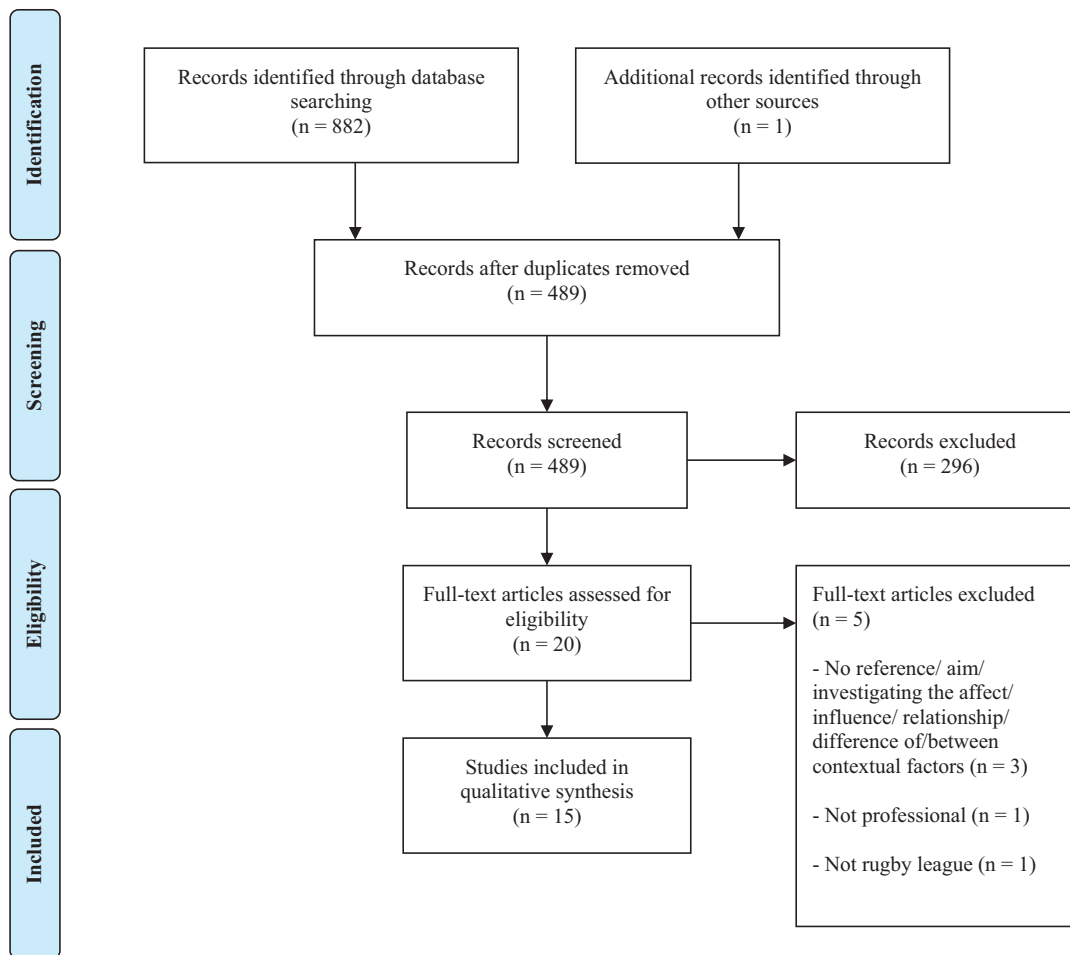 Identification
Records identified through database
searching
(n = 882)
Additional records identified through
other sources
(n = 1)
Records after duplicates removed
(n = 489)
Screening
Records screened
(n = 489)
Records excluded
(n = 296)
Eligibility
Full-text articles assessed for
eligibility
(n = 20)
Full-text articles excluded
(n = 5)
- No reference/ aim/
investigating the affect/
influence/ relationship/
difference of/between
contextual factors (n = 3)
- Not professional (n = 1)
- Not rugby league (n = 1)
Included
Studies included in
qualitative synthesis
(n = 15)